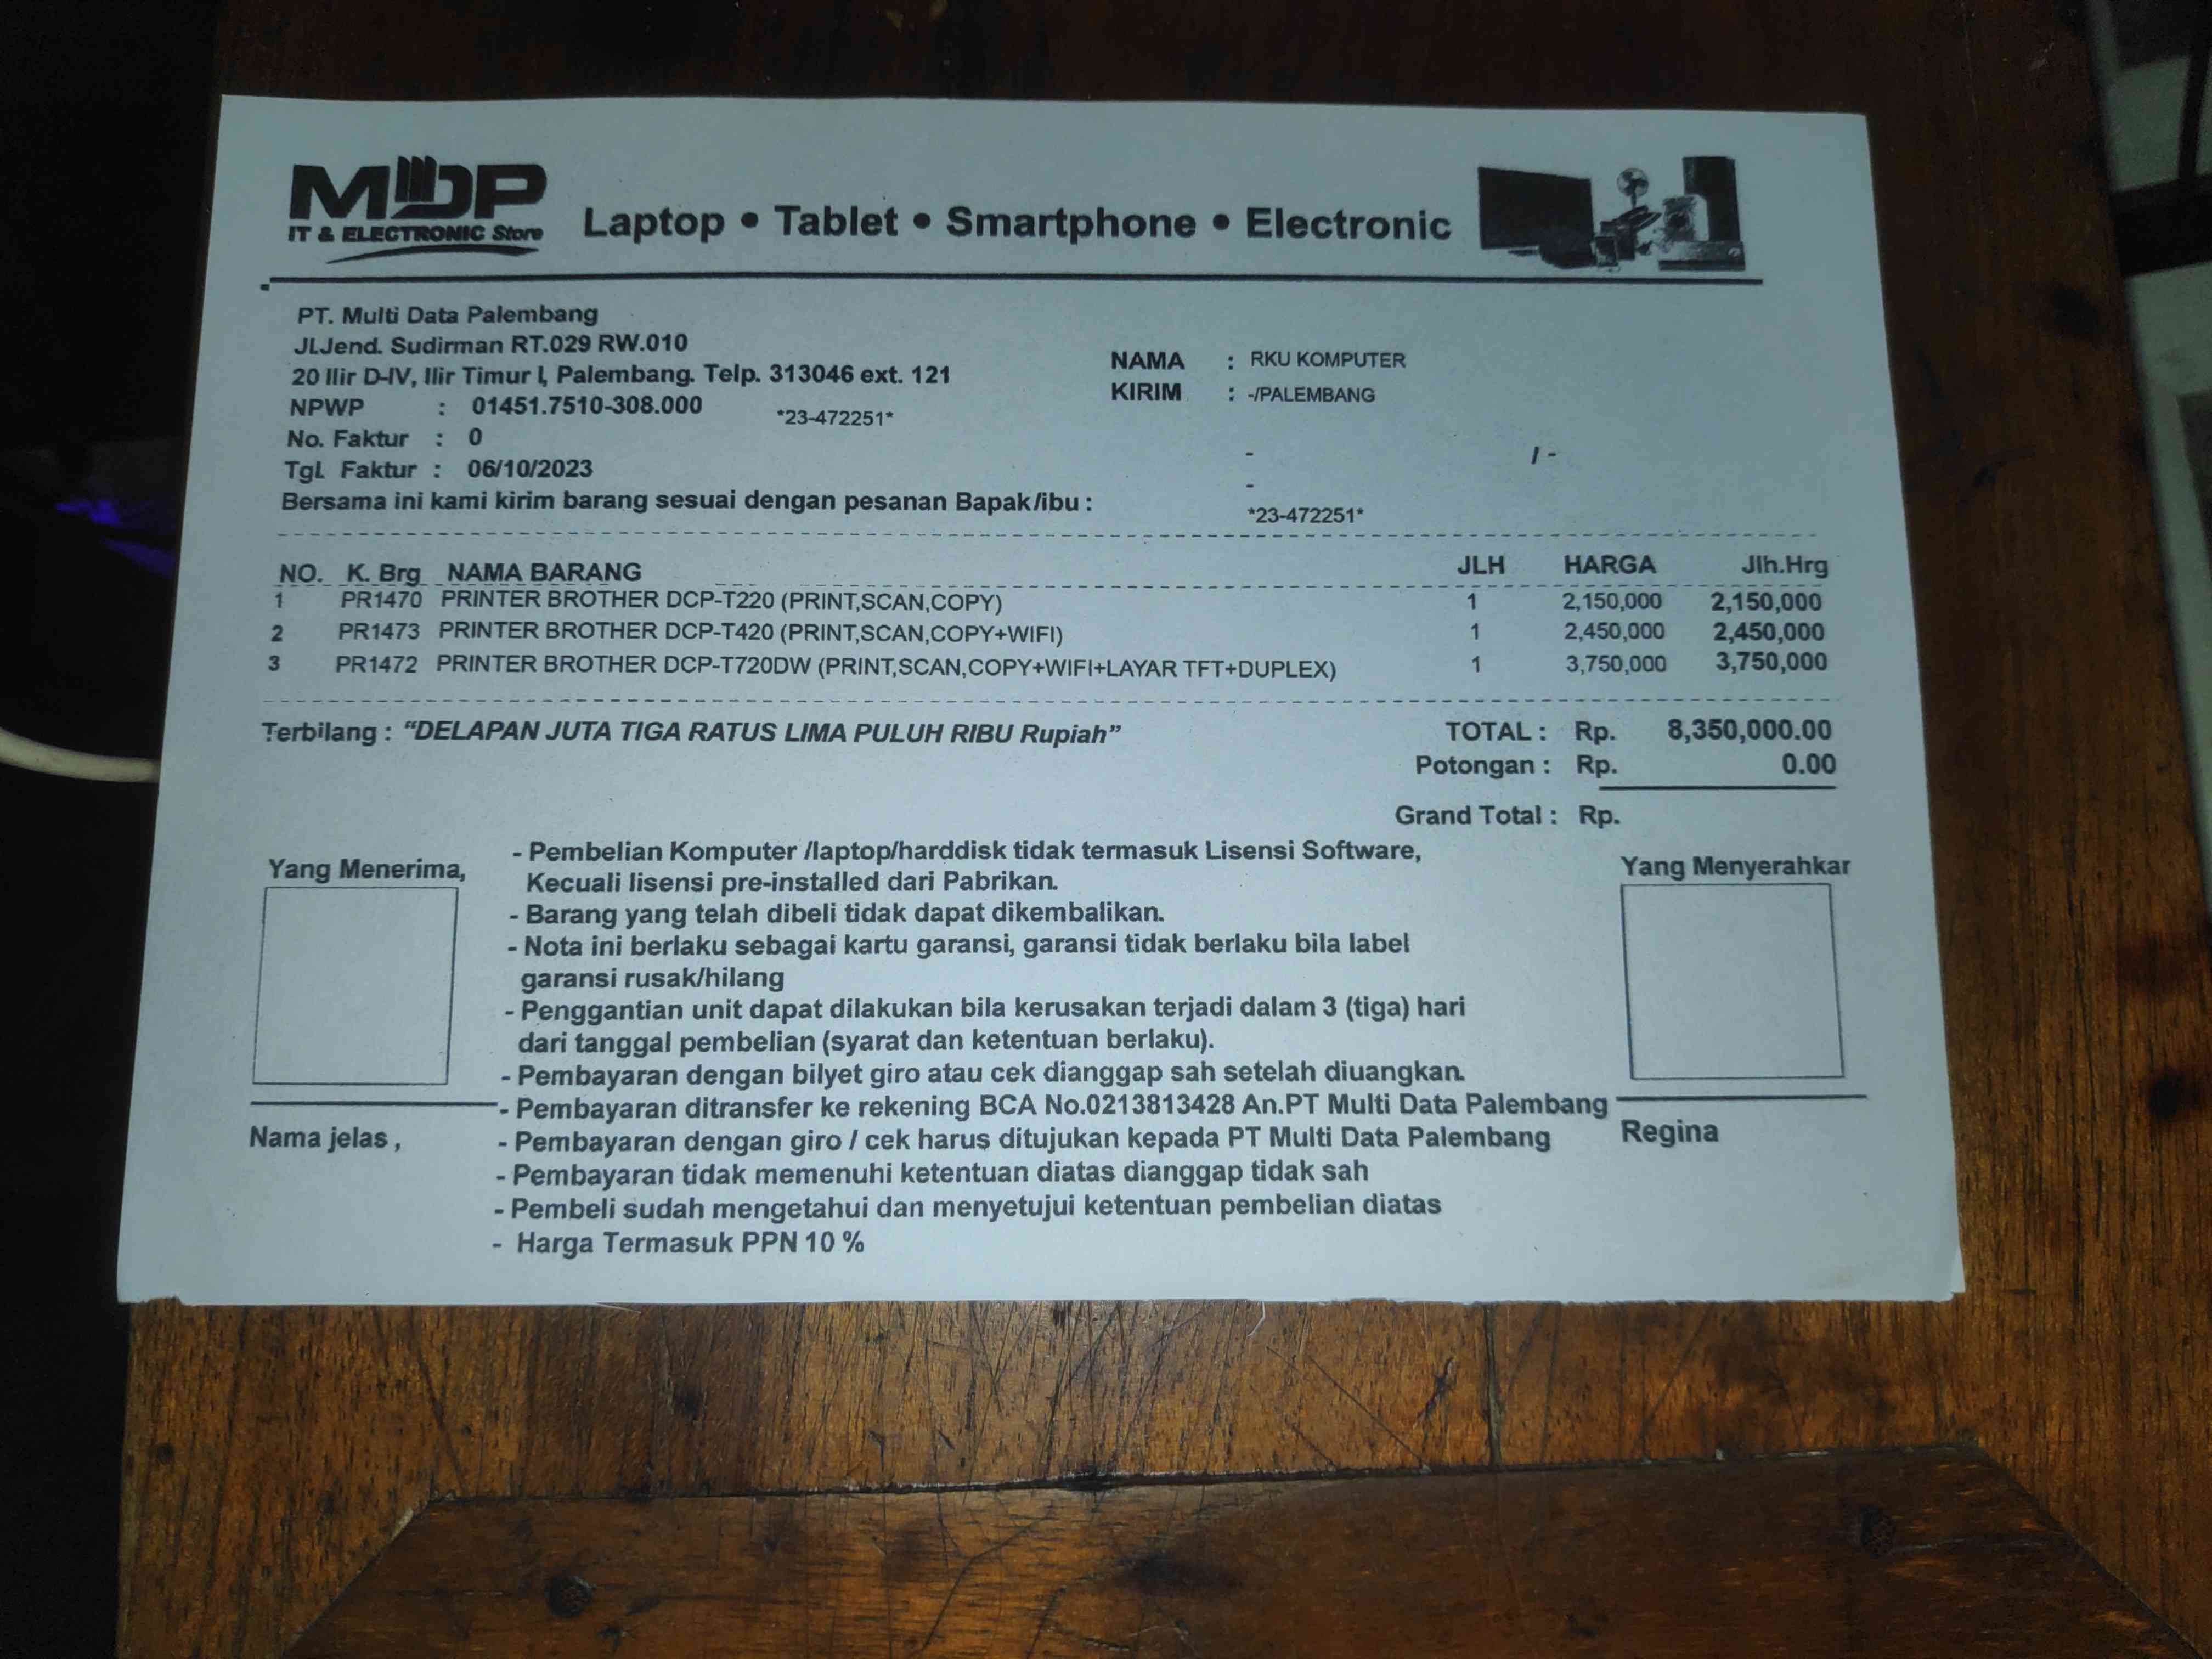 MDP
IT & ELECTRONIC Store
Laptop • Tablet • Smartphone • Electronic
PT. Multi Data Palembang
Jl.Jend. Sudirman RT.029 RW.010
20 Ilir D-IV, Ilir Timur I, Palembang. Telp. 313046 ext. 121
NPWP : 01451.7510-308.000 *23-472251*
No. Faktur : 0
Tgl. Faktur : 06/10/2023
Bersama ini kami kirim barang sesuai dengan pesanan Bapak/ibu :
NAMA : RKU KOMPUTER
KIRIM : -/PALEMBANG
- / -
-
*23-472251*
NO. K. Brg NAMA BARANG JLH HARGA Jlh.Hrg
1 PR1470 PRINTER BROTHER DCP-T220 (PRINT,SCAN,COPY) 1 2,150,000 2,150,000
2 PR1473 PRINTER BROTHER DCP-T420 (PRINT,SCAN,COPY+WIFI) 1 2,450,000 2,450,000
3 PR1472 PRINTER BROTHER DCP-T720DW (PRINT,SCAN,COPY+WIFI+LAYAR TFT+DUPLEX) 1 3,750,000 3,750,000
Terbilang : “DELAPAN JUTA TIGA RATUS LIMA PULUH RIBU Rupiah”
TOTAL : Rp. 8,350,000.00
Potongan : Rp. 0.00
Grand Total : Rp.
Yang Menerima,
Nama jelas ,
- Pembelian Komputer /laptop/harddisk tidak termasuk Lisensi Software,
Kecuali lisensi pre-installed dari Pabrikan.
- Barang yang telah dibeli tidak dapat dikembalikan.
- Nota ini berlaku sebagai kartu garansi, garansi tidak berlaku bila label
garansi rusak/hilang
- Penggantian unit dapat dilakukan bila kerusakan terjadi dalam 3 (tiga) hari
dari tanggal pembelian (syarat dan ketentuan berlaku).
- Pembayaran dengan bilyet giro atau cek dianggap sah setelah diuangkan.
- Pembayaran ditransfer ke rekening BCA No.0213813428 An.PT Multi Data Palembang
- Pembayaran dengan giro / cek harus ditujukan kepada PT Multi Data Palembang
- Pembayaran tidak memenuhi ketentuan diatas dianggap tidak sah
- Pembeli sudah mengetahui dan menyetujui ketentuan pembelian diatas
- Harga Termasuk PPN 10 %
Yang Menyerahkar
Regina